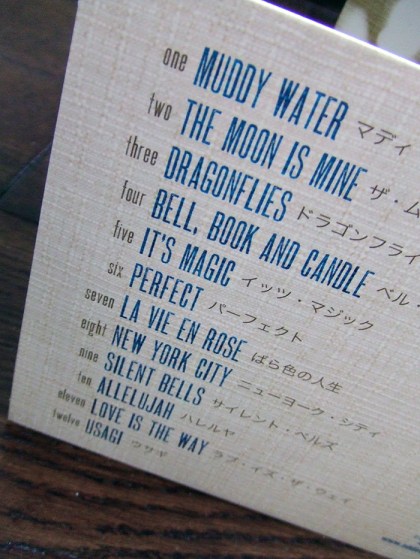 one MUDDY WATER マディ
two THE MOON IS MINE ザ・ム
three DRAGONFLIES ドラゴンフライ
four BELL, BOOK AND CANDLE ベル
five IT'S MAGIC イッツ・マジック
six PERFECT パーフェクト
seven LA VIE EN ROSE ばら色の人生
eight NEW YORK CITY ニューヨーク・シティ
nine SILENT BELLS サイレント・ベルズ
ten ALLELUJAH ハレルヤ
eleven LOVE IS THE WAY ラブ・イズ・ザ・ウェイ
twelve USAGI ウサギ
www.